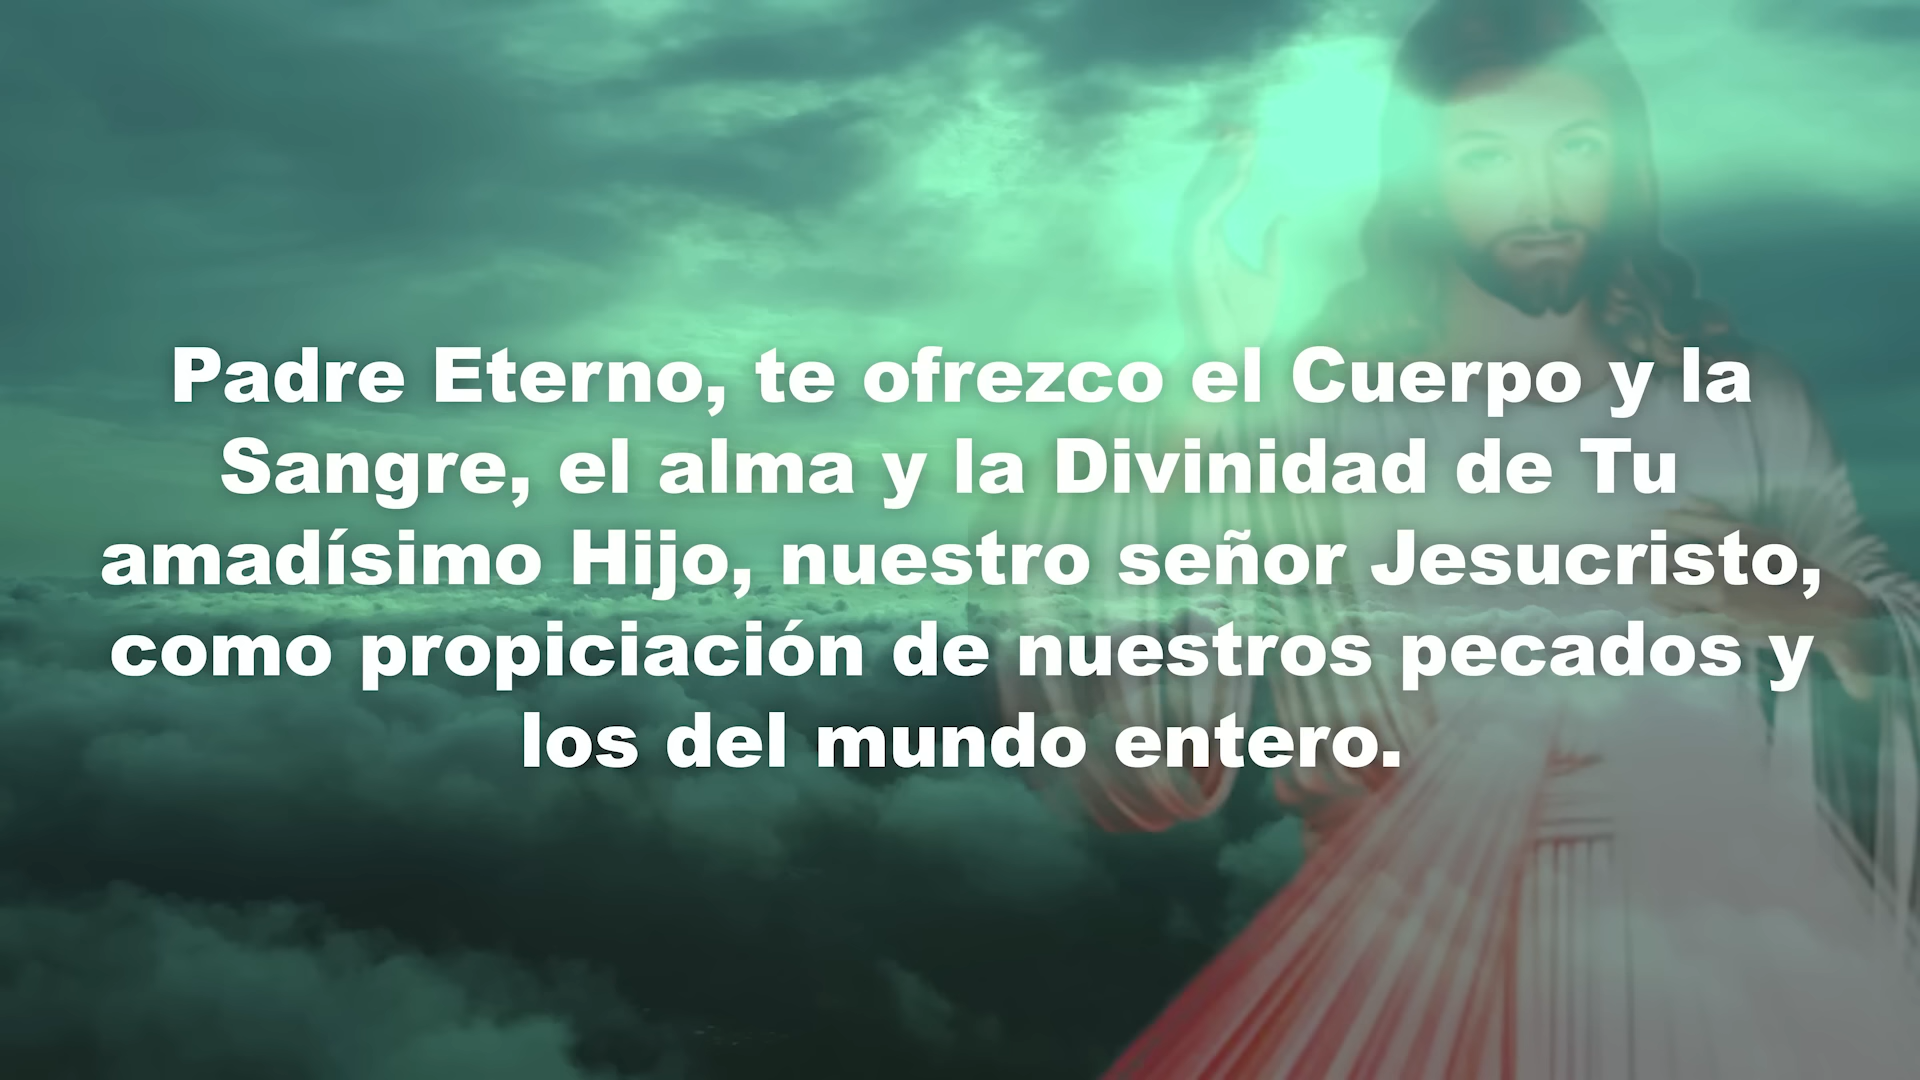 Padre Eterno, te ofrezco el Cuerpo y la
Sangre, el alma y la Divinidad de Tu
amadísimo Hijo, nuestro señor Jesucristo,
como propiciación de nuestros pecados y
los del mundo entero.